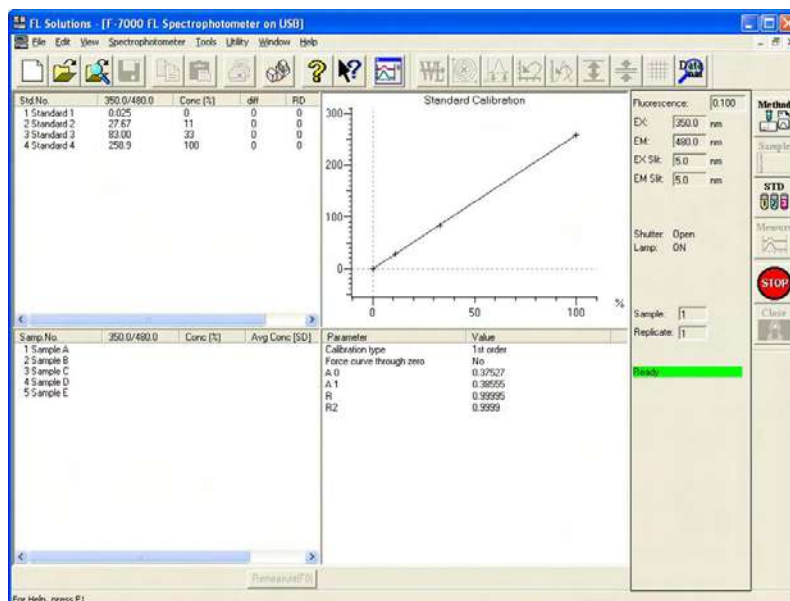 FL Solutions - [F-7000 FL Spectrophotometer on USB]
File Edit View Spectrophotometer Tools Utility Window Help
Std.No. 350.0/480.0 Conc (%) diff RD
1 Standard 1 0.025 0 0 0
2 Standard 2 27.67 11 0 0
3 Standard 3 83.00 33 0 0
4 Standard 4 258.9 100 0 0
Standard Calibration
300
200
100
0
0 50 100 %
Fluorescence: 0.100
EX: 350.0 nm
EM: 480.0 nm
EX Slit: 5.0 nm
EM Slit: 5.0 nm
Shutter: Open
Lamp: ON
Sample: 1
Replicate: 1
Ready
Method
Sample
STD
1 2 3
Measure
STOP
Close
Samp.No. 350.0/480.0 Conc (%) Avg Conc [SD]
1 Sample A
2 Sample B
3 Sample C
4 Sample D
5 Sample E
Parameter Value
Calibration type 1st order
Force curve through zero No
A 0 0.37527
A 1 0.38555
R 0.99995
R2 0.9999
Remeasure(F9)
For Help, press F1